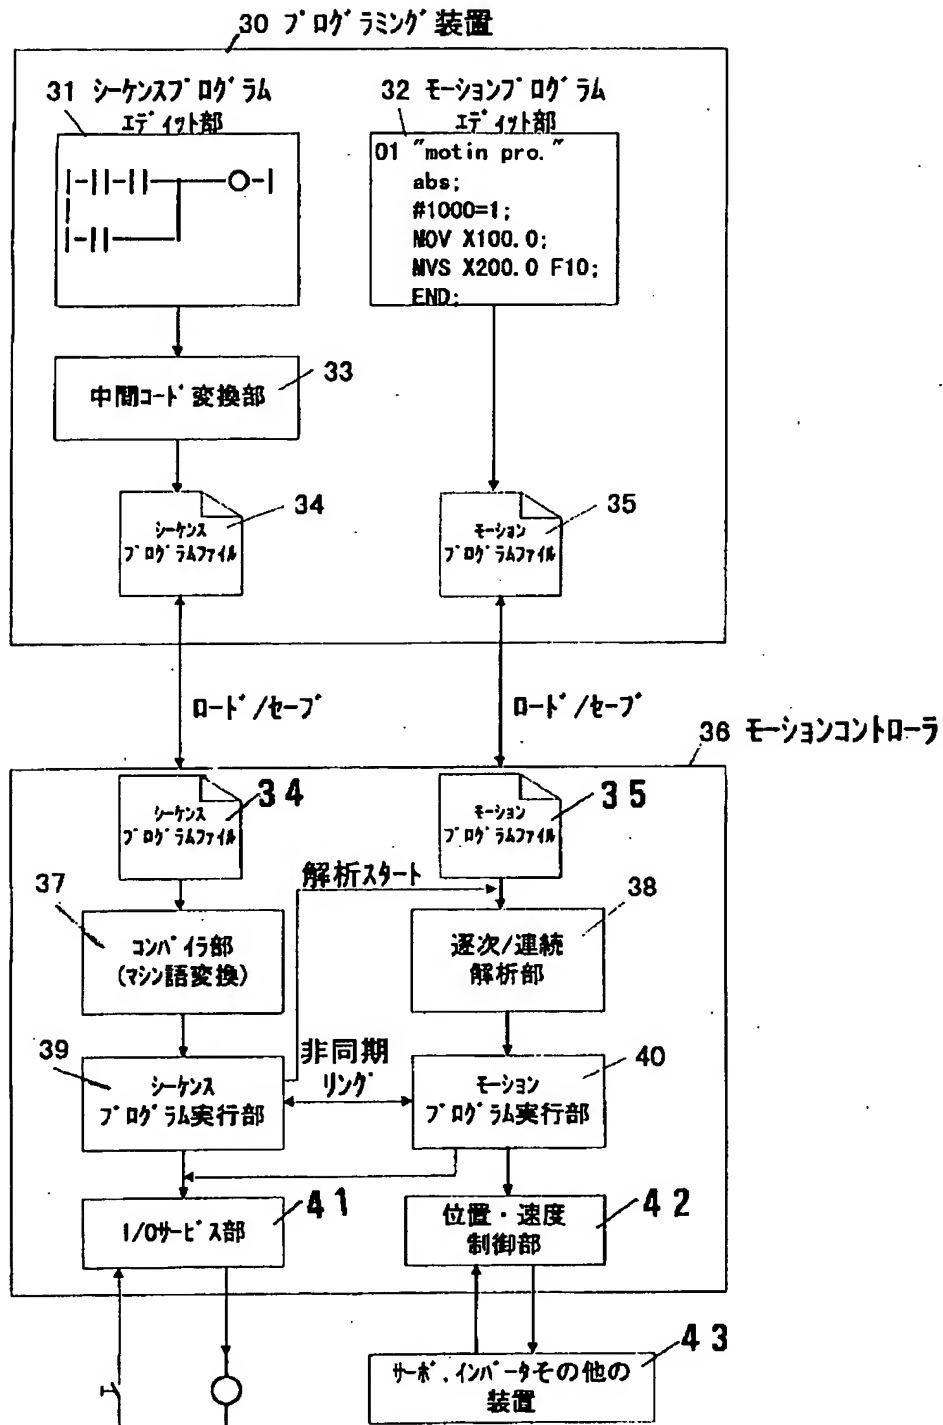 30 プログラミング装置
31 シーケンスプログラム
エディット部
32 モーションプログラム
エディット部
01 "motin pro."
abs;
#1000=1;
MOV X100.0;
MVS X200.0 F10;
END;
33
中間コード変換部
34
シーケンス
プログラムファイル
35
モーション
プログラムファイル
ロード/セーブ
ロード/セーブ
36 モーションコントローラ
34
シーケンス
プログラムファイル
35
モーション
プログラムファイル
解析スタート
37
コンパイラ部
(マシン語変換)
38
逐次/連続
解析部
39
シーケンス
プログラム実行部
非同期
リング
40
モーション
プログラム実行部
41
I/Oサービス部
42
位置・速度
制御部
43
サーボ,インバータその他の
装置